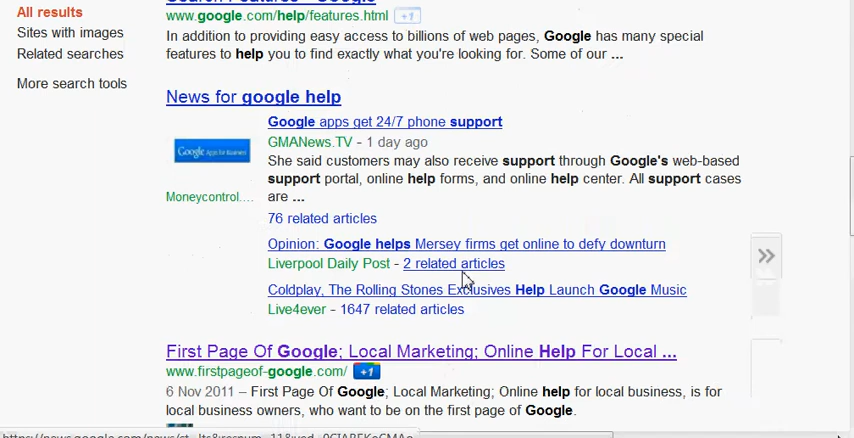 All results
Sites with images
Related searches
More search tools
www.google.com/help/features.html +1
In addition to providing easy access to billions of web pages, Google has many special
features to help you to find exactly what you're looking for. Some of our ...
News for google help
Google apps get 24/7 phone support
GMANews.TV - 1 day ago
Google Apps for Business
She said customers may also receive support through Google's web-based
support portal, online help forms, and online help center. All support cases
are ...
Moneycontrol....
76 related articles
Opinion: Google helps Mersey firms get online to defy downturn
Liverpool Daily Post - 2 related articles
Coldplay, The Rolling Stones Exclusives Help Launch Google Music
Live4ever - 1647 related articles
First Page Of Google; Local Marketing; Online Help For Local ...
www.firstpageof-google.com/ +1
6 Nov 2011 – First Page Of Google; Local Marketing; Online help for local business, is for
local business owners, who want to be on the first page of Google.